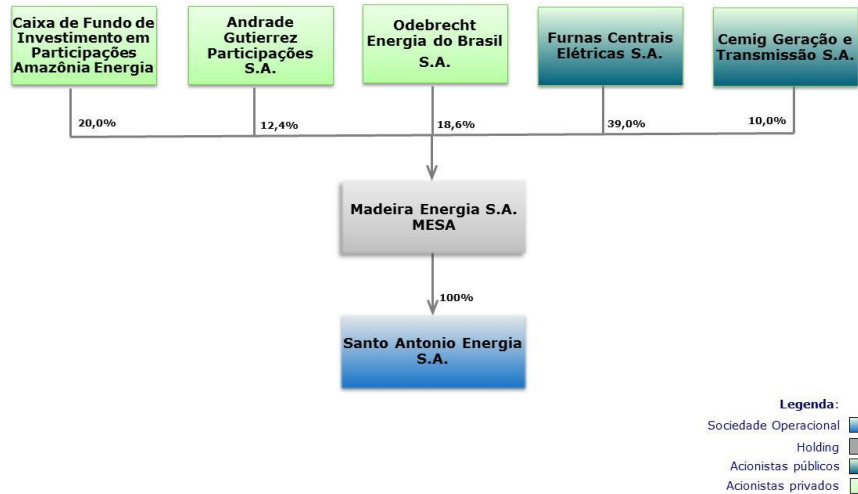 Caixa de Fundo de
Investimento em
Participações
Amazônia Energia
Andrade
Gutierrez
Participações
S.A.
Odebrecht
Energia do Brasil
S.A.
Furnas Centrais
Elétricas S.A.
Cemig Geração e
Transmissão S.A.
20,0%
12,4%
18,6%
39,0%
10,0%
Madeira Energia S.A.
MESA
100%
Santo Antonio Energia
S.A.
Legenda:
Sociedade Operacional
Holding
Acionistas públicos
Acionistas privados